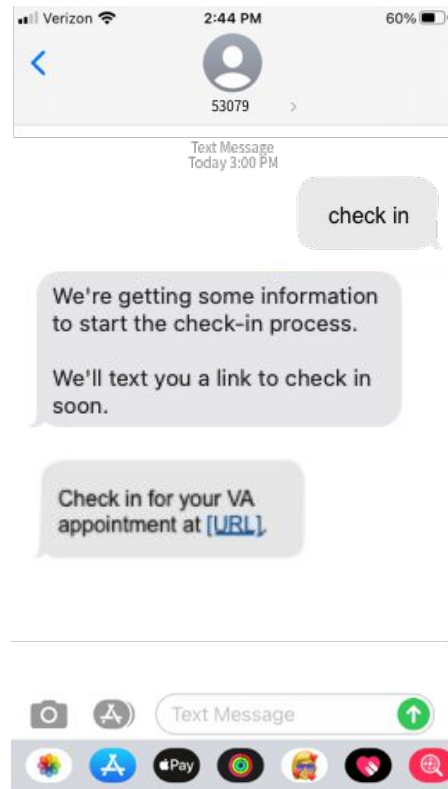 Verizon 2:44 PM 60%
53079
Text Message
Today 3:00 PM
check in
We're getting some information
to start the check-in process.
We'll text you a link to check in
soon.
Check in for your VA
appointment at [URL].
Text Message
Pay